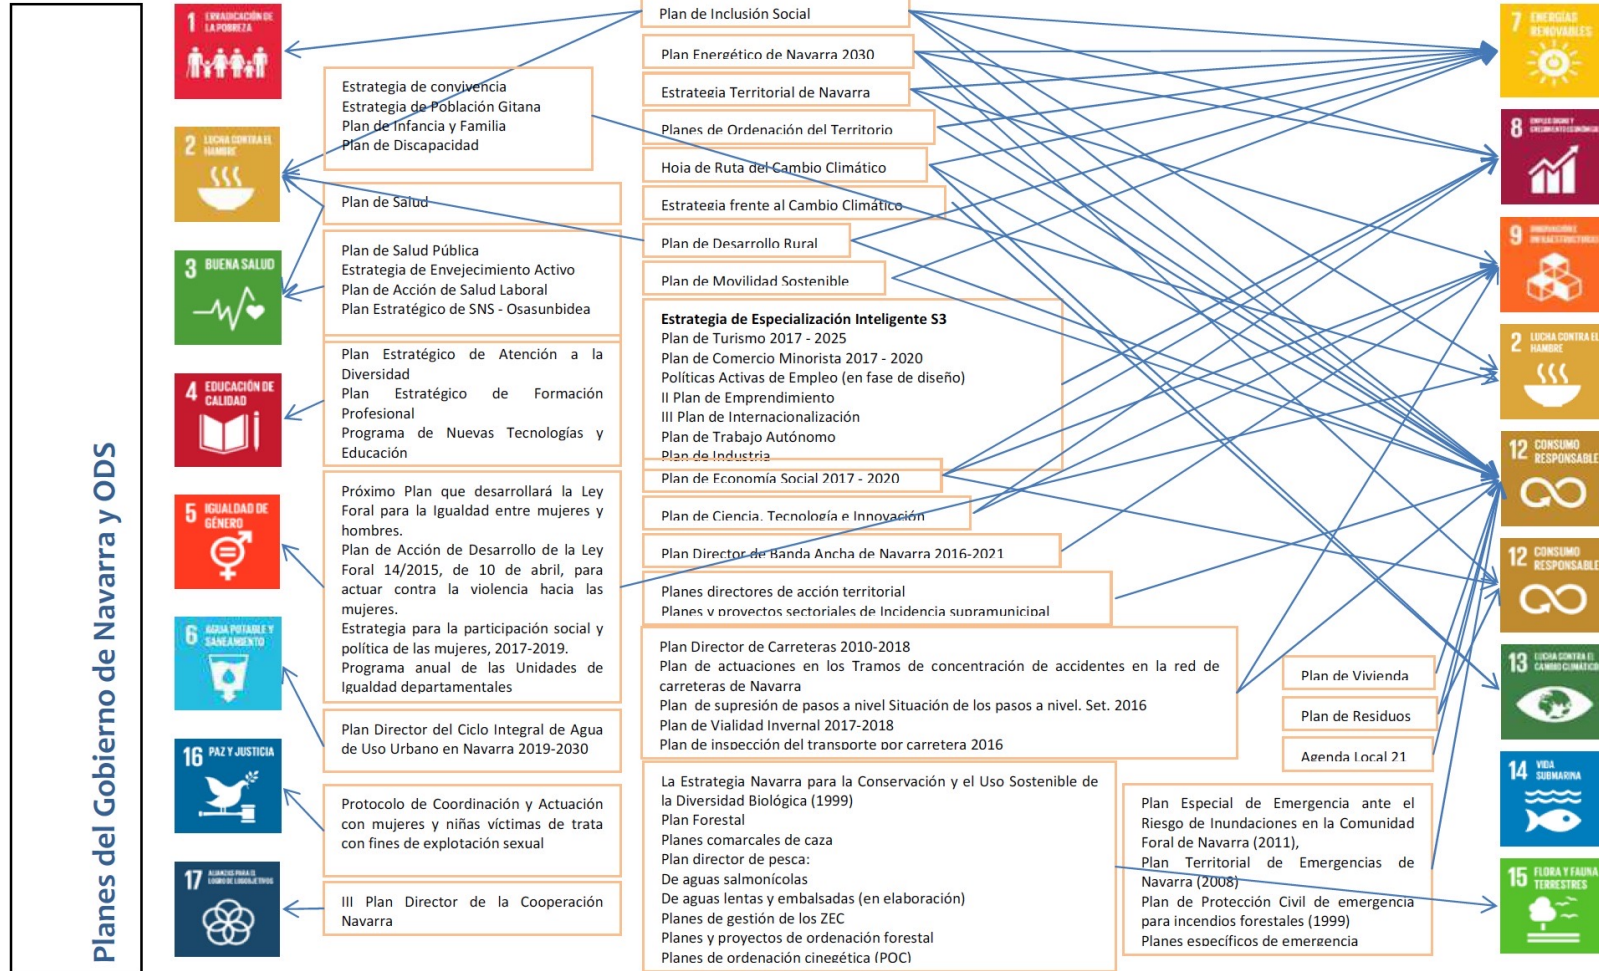 Planes del Gobierno de Navarra y ODS
1 ERRADICACIÓN DE
LA POBREZA
2 LUCHA CONTRA EL
HAMBRE
3 BUENA SALUD
4 EDUCACIÓN DE
CALIDAD
5 IGUALDAD DE
GÉNERO
6 AGUA POTABLE Y
SANEAMIENTO
16 PAZ Y JUSTICIA
17 ALIANZAS PARA EL
LOGRO DE LOS OBJETIVOS
Estrategia de convivencia
Estrategia de Población Gitana
Plan de Infancia y Familia
Plan de Discapacidad
Plan de Salud
Plan de Salud Pública
Estrategia de Envejecimiento Activo
Plan de Acción de Salud Laboral
Plan Estratégico de SNS - Osasunbidea
Plan Estratégico de Atención a la
Diversidad
Plan Estratégico de Formación
Profesional
Programa de Nuevas Tecnologías y
Educación
Próximo Plan que desarrollará la Ley
Foral para la Igualdad entre mujeres y
hombres.
Plan de Acción de Desarrollo de la Ley
Foral 14/2015, de 10 de abril, para
actuar contra la violencia hacia las
mujeres.
Estrategia para la participación social y
política de las mujeres, 2017-2019.
Programa anual de las Unidades de
Igualdad departamentales
Plan Director del Ciclo Integral de Agua
de Uso Urbano en Navarra 2019-2030
Protocolo de Coordinación y Actuación
con mujeres y niñas víctimas de trata
con fines de explotación sexual
III Plan Director de la Cooperación
Navarra
Plan de Inclusión Social
Plan Energético de Navarra 2030
Estrategia Territorial de Navarra
Planes de Ordenación del Territorio
Hoja de Ruta del Cambio Climático
Estrategia frente al Cambio Climático
Plan de Desarrollo Rural
Plan de Movilidad Sostenible
Estrategia de Especialización Inteligente S3
Plan de Turismo 2017 - 2025
Plan de Comercio Minorista 2017 - 2020
Políticas Activas de Empleo (en fase de diseño)
II Plan de Emprendimiento
III Plan de Internacionalización
Plan de Trabajo Autónomo
Plan de Industria
Plan de Economía Social 2017 - 2020
Plan de Ciencia, Tecnología e Innovación
Plan Director de Banda Ancha de Navarra 2016-2021
Planes directores de acción territorial
Planes y proyectos sectoriales de Incidencia supramunicipal
Plan Director de Carreteras 2010-2018
Plan de actuaciones en los Tramos de concentración de accidentes en la red de
carreteras de Navarra
Plan de supresión de pasos a nivel Situación de los pasos a nivel. Set. 2016
Plan de Vialidad Invernal 2017-2018
Plan de inspección del transporte por carretera 2016
La Estrategia Navarra para la Conservación y el Uso Sostenible de
la Diversidad Biológica (1999)
Plan Forestal
Planes comarcales de caza
Plan director de pesca:
De aguas salmonícolas
De aguas lentas y embalsadas (en elaboración)
Planes de gestión de los ZEC
Planes y proyectos de ordenación forestal
Planes de ordenación cinegética (POC)
Plan de Vivienda
Plan de Residuos
Agenda Local 21
Plan Especial de Emergencia ante el
Riesgo de Inundaciones en la Comunidad
Foral de Navarra (2011),
Plan Territorial de Emergencias de
Navarra (2008)
Plan de Protección Civil de emergencia
para incendios forestales (1999)
Planes específicos de emergencia
7 ENERGÍAS
RENOVABLES
8 EMPLEO DIGNO Y
CRECIMIENTO ECONÓMICO
9 INNOVACIÓN E
INFRAESTRUCTURAS
2 LUCHA CONTRA EL
HAMBRE
12 CONSUMO
RESPONSABLE
12 CONSUMO
RESPONSABLE
13 LUCHA CONTRA EL
CAMBIO CLIMÁTICO
14 VIDA
SUBMARINA
15 FLORA Y FAUNA
TERRESTRES